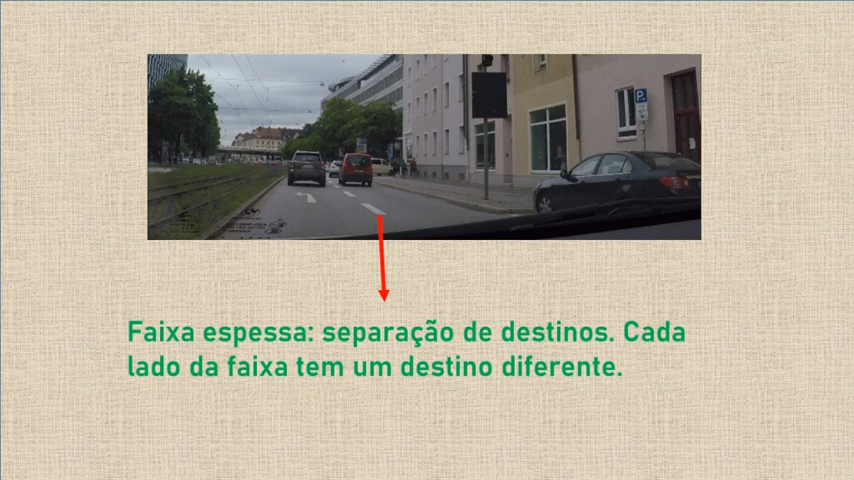 P
Faixa espessa: separação de destinos. Cada
lado da faixa tem um destino diferente.